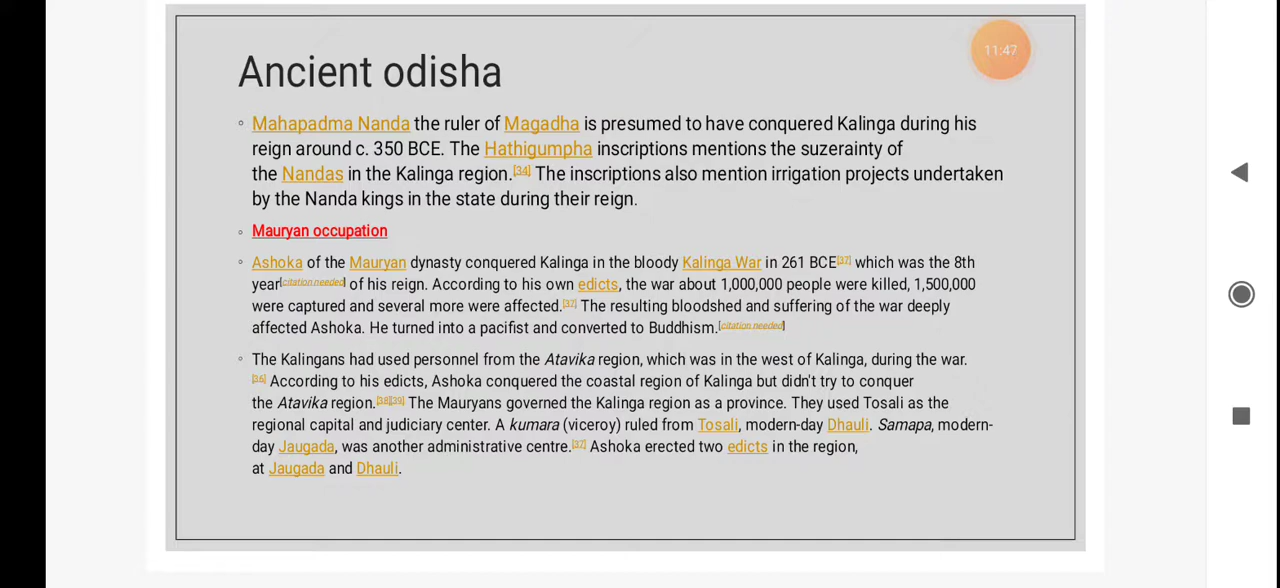 11:47
Ancient odisha
◦ Mahapadma Nanda the ruler of Magadha is presumed to have conquered Kalinga during his
reign around c. 350 BCE. The Hathigumpha inscriptions mentions the suzerainty of
the Nandas in the Kalinga region.[34] The inscriptions also mention irrigation projects undertaken
by the Nanda kings in the state during their reign.
◦ Mauryan occupation
◦ Ashoka of the Mauryan dynasty conquered Kalinga in the bloody Kalinga War in 261 BCE[37] which was the 8th
year[citation needed] of his reign. According to his own edicts, the war about 1,000,000 people were killed, 1,500,000
were captured and several more were affected.[37] The resulting bloodshed and suffering of the war deeply
affected Ashoka. He turned into a pacifist and converted to Buddhism.[citation needed]
◦ The Kalingans had used personnel from the Atavika region, which was in the west of Kalinga, during the war.
[36] According to his edicts, Ashoka conquered the coastal region of Kalinga but didn't try to conquer
the Atavika region.[38][39] The Mauryans governed the Kalinga region as a province. They used Tosali as the
regional capital and judiciary center. A kumara (viceroy) ruled from Tosali, modern-day Dhauli. Samapa, modern-
day Jaugada, was another administrative centre.[37] Ashoka erected two edicts in the region,
at Jaugada and Dhauli.